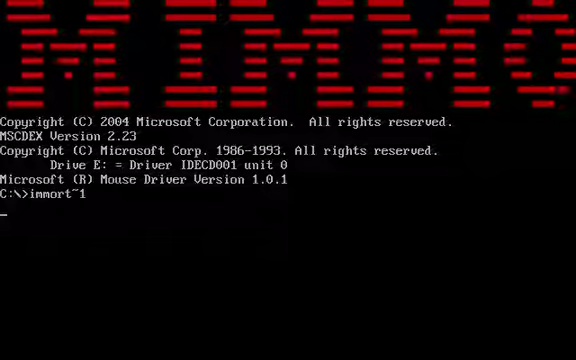 MIMMO
Copyright (C) 2004 Microsoft Corporation.  All rights reserved.
MSCDEX Version 2.23
Copyright (C) Microsoft Corp. 1986-1993. All rights reserved.
       Drive E: = Driver IDECD001 unit 0
Microsoft (R) Mouse Driver Version 1.0.1
C:\>immort~1